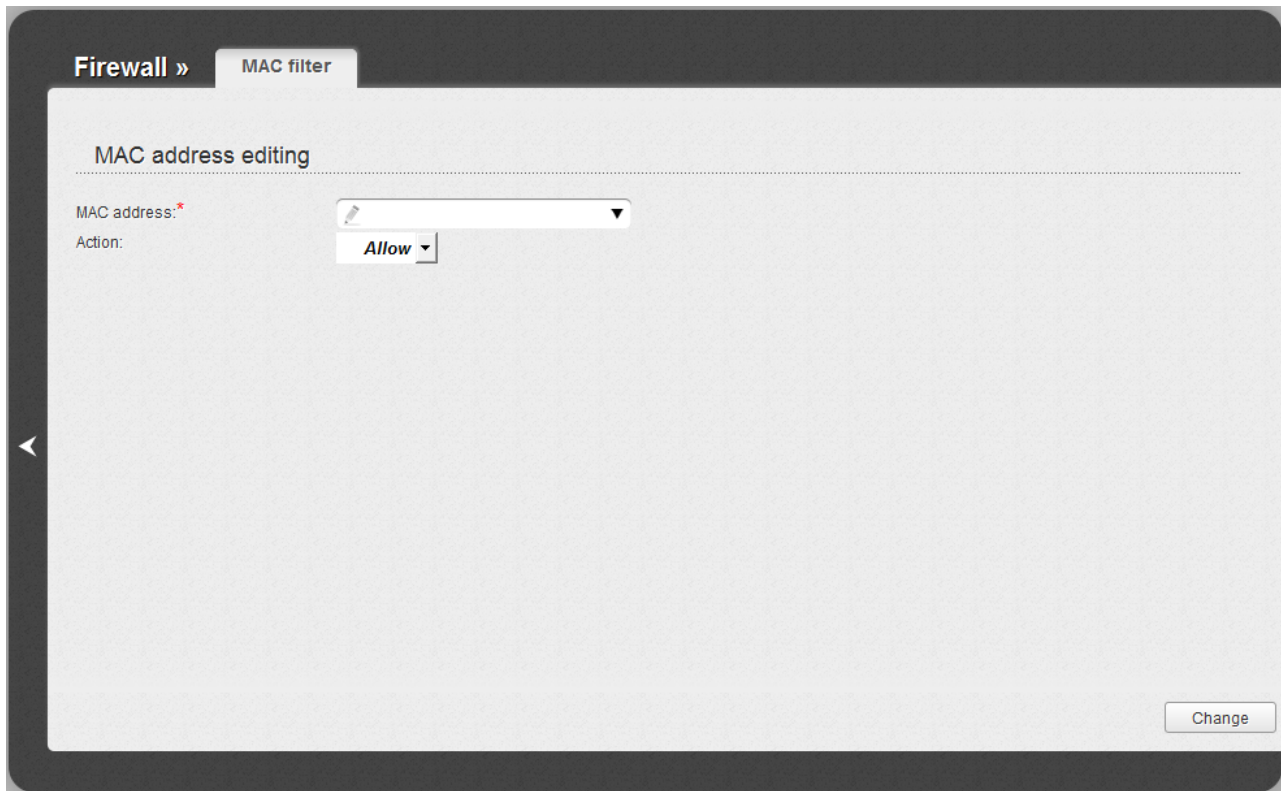 Firewall » MAC filter
MAC address editing
MAC address:*
Action: Allow
Change